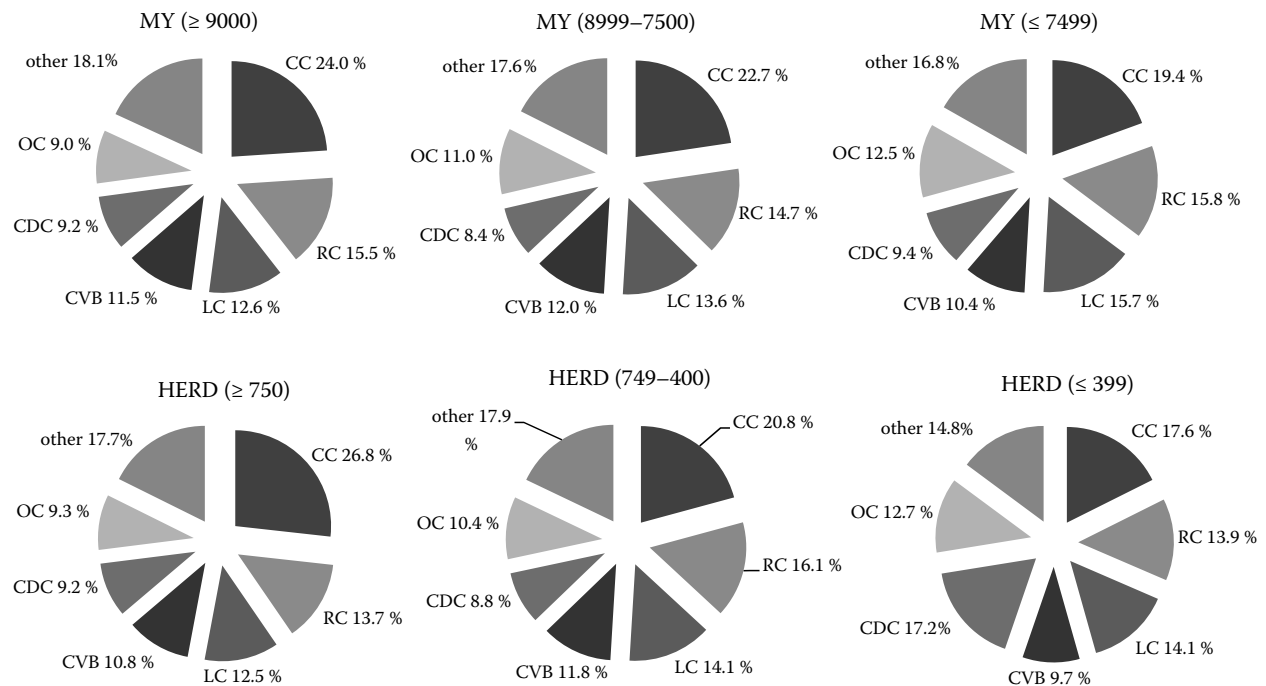 MY (≥ 9000)
other 18.1%
CC 24.0 %
OC 9.0 %
CDC 9.2 %
RC 15.5 %
CVB 11.5 %
LC 12.6 %
MY (8999–7500)
other 17.6%
CC 22.7 %
OC 11.0 %
RC 14.7 %
CDC 8.4 %
LC 13.6 %
CVB 12.0 %
MY (≤ 7499)
other 16.8%
CC 19.4 %
OC 12.5 %
RC 15.8 %
CDC 9.4 %
CVB 10.4 %
LC 15.7 %
HERD (≥ 750)
other 17.7%
CC 26.8 %
OC 9.3 %
CDC 9.2 %
RC 13.7 %
CVB 10.8 %
LC 12.5 %
HERD (749–400)
other 17.9
%
CC 20.8 %
OC 10.4 %
RC 16.1 %
CDC 8.8 %
LC 14.1 %
CVB 11.8 %
HERD (≤ 399)
other 14.8%
CC 17.6 %
OC 12.7 %
RC 13.9 %
CDC 17.2%
LC 14.1 %
CVB 9.7 %